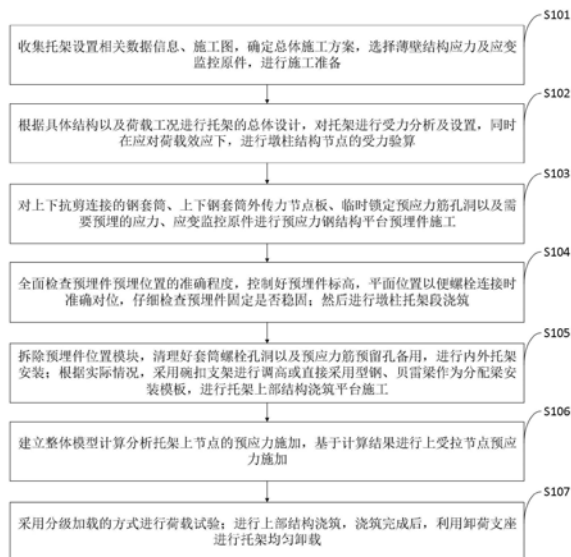 S101
收集托架设置相关数据信息、施工图，确定总体施工方案，选择薄壁结构应力及应变
监控原件，进行施工准备
S102
根据具体结构以及荷载工况进行托架的总体设计，对托架进行受力分析及设置，同时
在应对荷载效应下，进行墩柱结构节点的受力验算
S103
对上下抗剪连接的钢套筒、上下钢套筒外传力节点板、临时锁定预应力筋孔洞以及需
要预埋的应力、应变监控原件进行预应力钢结构平台预埋件施工
S104
全面检查预埋件预埋位置的准确程度，控制好预埋件标高，平面位置以便螺栓连接时
准确对位，仔细检查预埋件固定是否稳固；然后进行墩柱托架段浇筑
S105
拆除预埋件位置模块，清理好套筒螺栓孔洞以及预应力筋预留孔备用，进行内外托架
安装；根据实际情况，采用碗扣支架进行调高或直接采用型钢、贝雷梁作为分配梁安
装模板，进行托架上部结构浇筑平台施工
S106
建立整体模型计算分析托架上节点的预应力施加，基于计算结果进行上受拉节点预应
力施加
S107
采用分级加载的方式进行荷载试验；进行上部结构浇筑，浇筑完成后，利用卸荷支座
进行托架均匀卸载